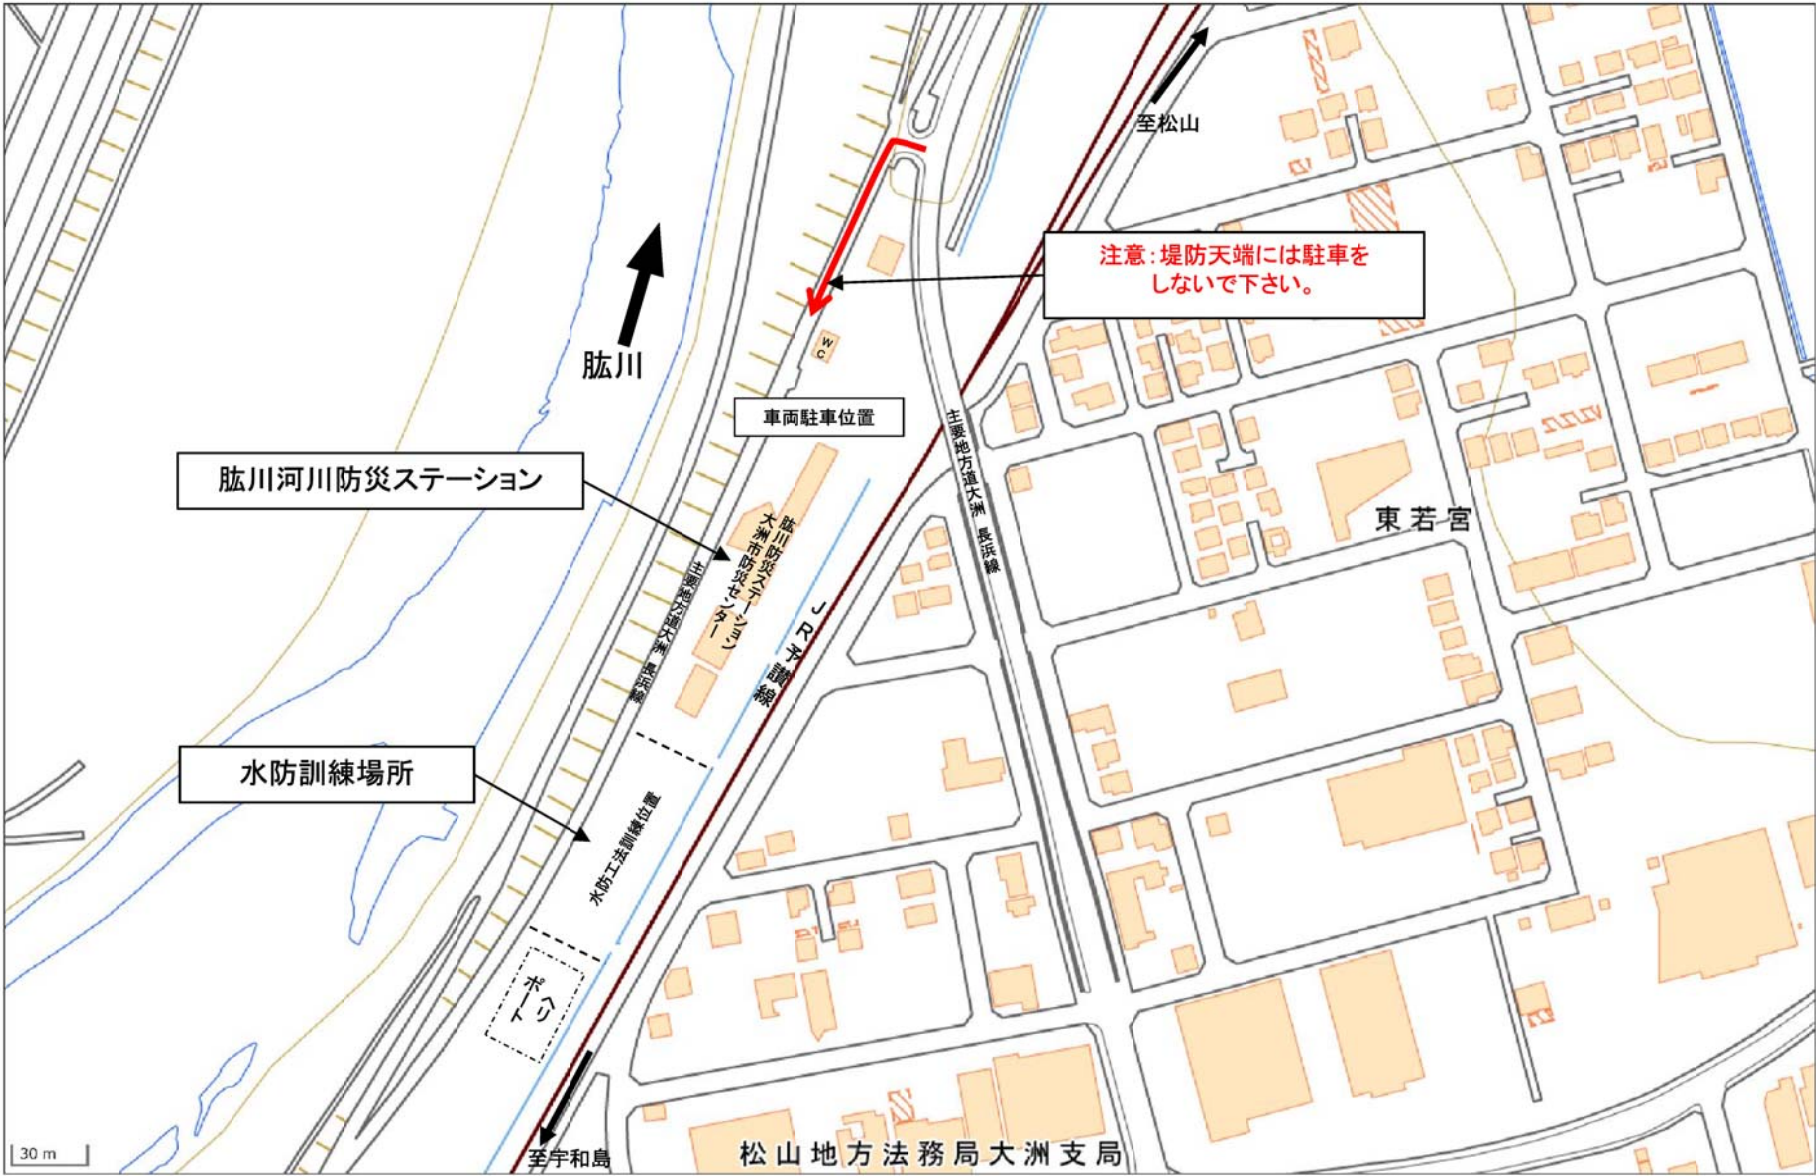 至松山
注意：堤防天端には駐車を
しないで下さい。
肱川
WC
車両駐車位置
主要地方道大洲 長浜線
肱川河川防災ステーション
東若宮
肱川防災ステーション
大洲市防災センター
主要地方道大洲 長浜線
JR予讃線
水防訓練場所
水防工法訓練位置
ヘリ
ポート
30 m
至宇和島
松山地方法務局大洲支局